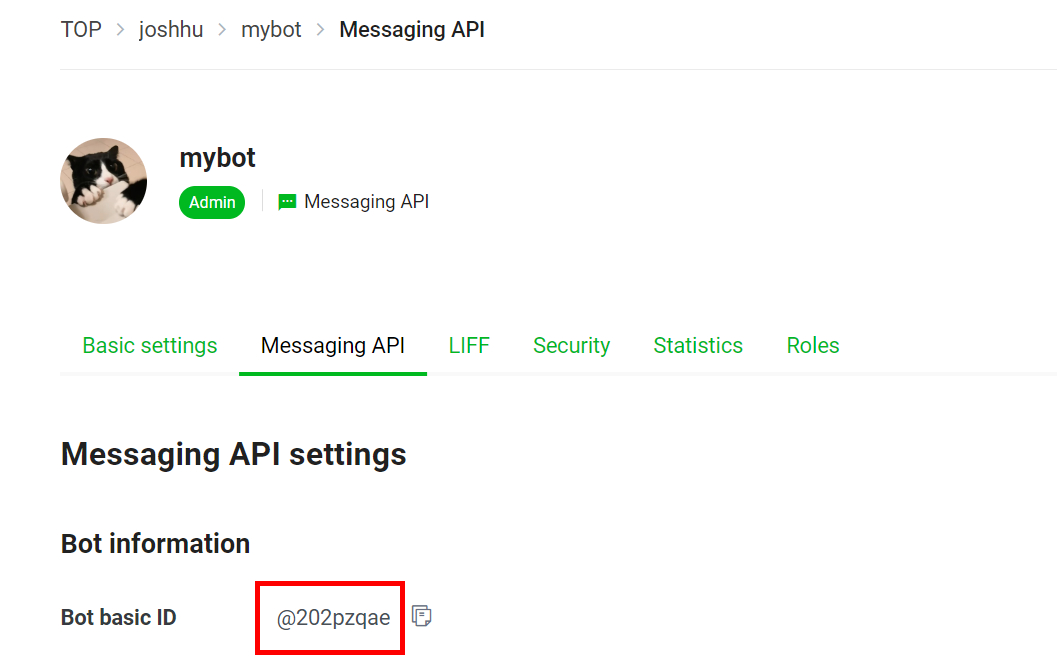 TOP > joshhu > mybot > Messaging API
mybot
Admin Messaging API
Basic settings Messaging API LIFF Security Statistics Roles
Messaging API settings
Bot information
Bot basic ID @202pzqae